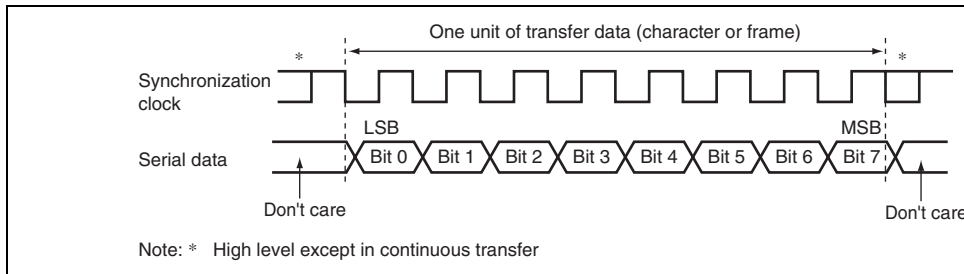 One unit of transfer data (character or frame)
* *
Synchronization
clock
LSB MSB
Serial data Bit 0 Bit 1 Bit 2 Bit 3 Bit 4 Bit 5 Bit 6 Bit 7
Don't care Don't care
Note: * High level except in continuous transfer